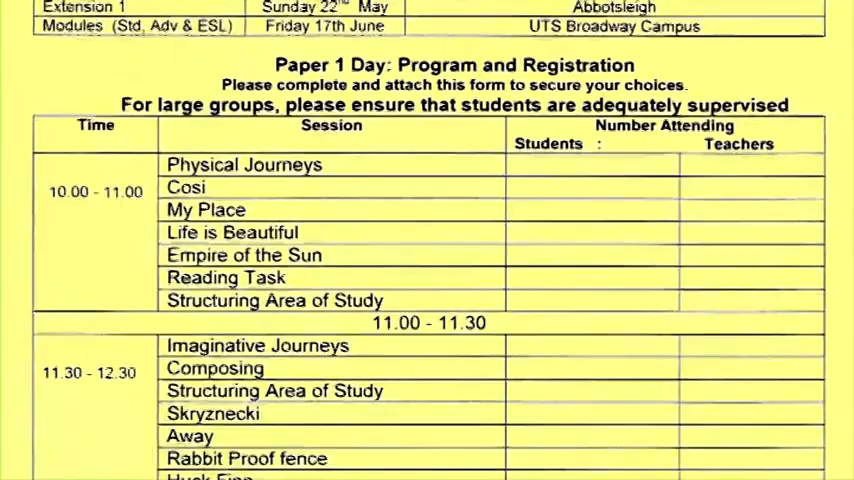 Extension 1 Sunday 22nd May Abbotsleigh
Modules (Std, Adv & ESL) Friday 17th June UTS Broadway Campus
Paper 1 Day: Program and Registration
Please complete and attach this form to secure your choices.
For large groups, please ensure that students are adequately supervised
Time Session Number Attending
Students : Teachers
10.00 - 11.00
Physical Journeys
Cosi
My Place
Life is Beautiful
Empire of the Sun
Reading Task
Structuring Area of Study
11.00 - 11.30
11.30 - 12.30
Imaginative Journeys
Composing
Structuring Area of Study
Skryznecki
Away
Rabbit Proof fence
Huck Finn